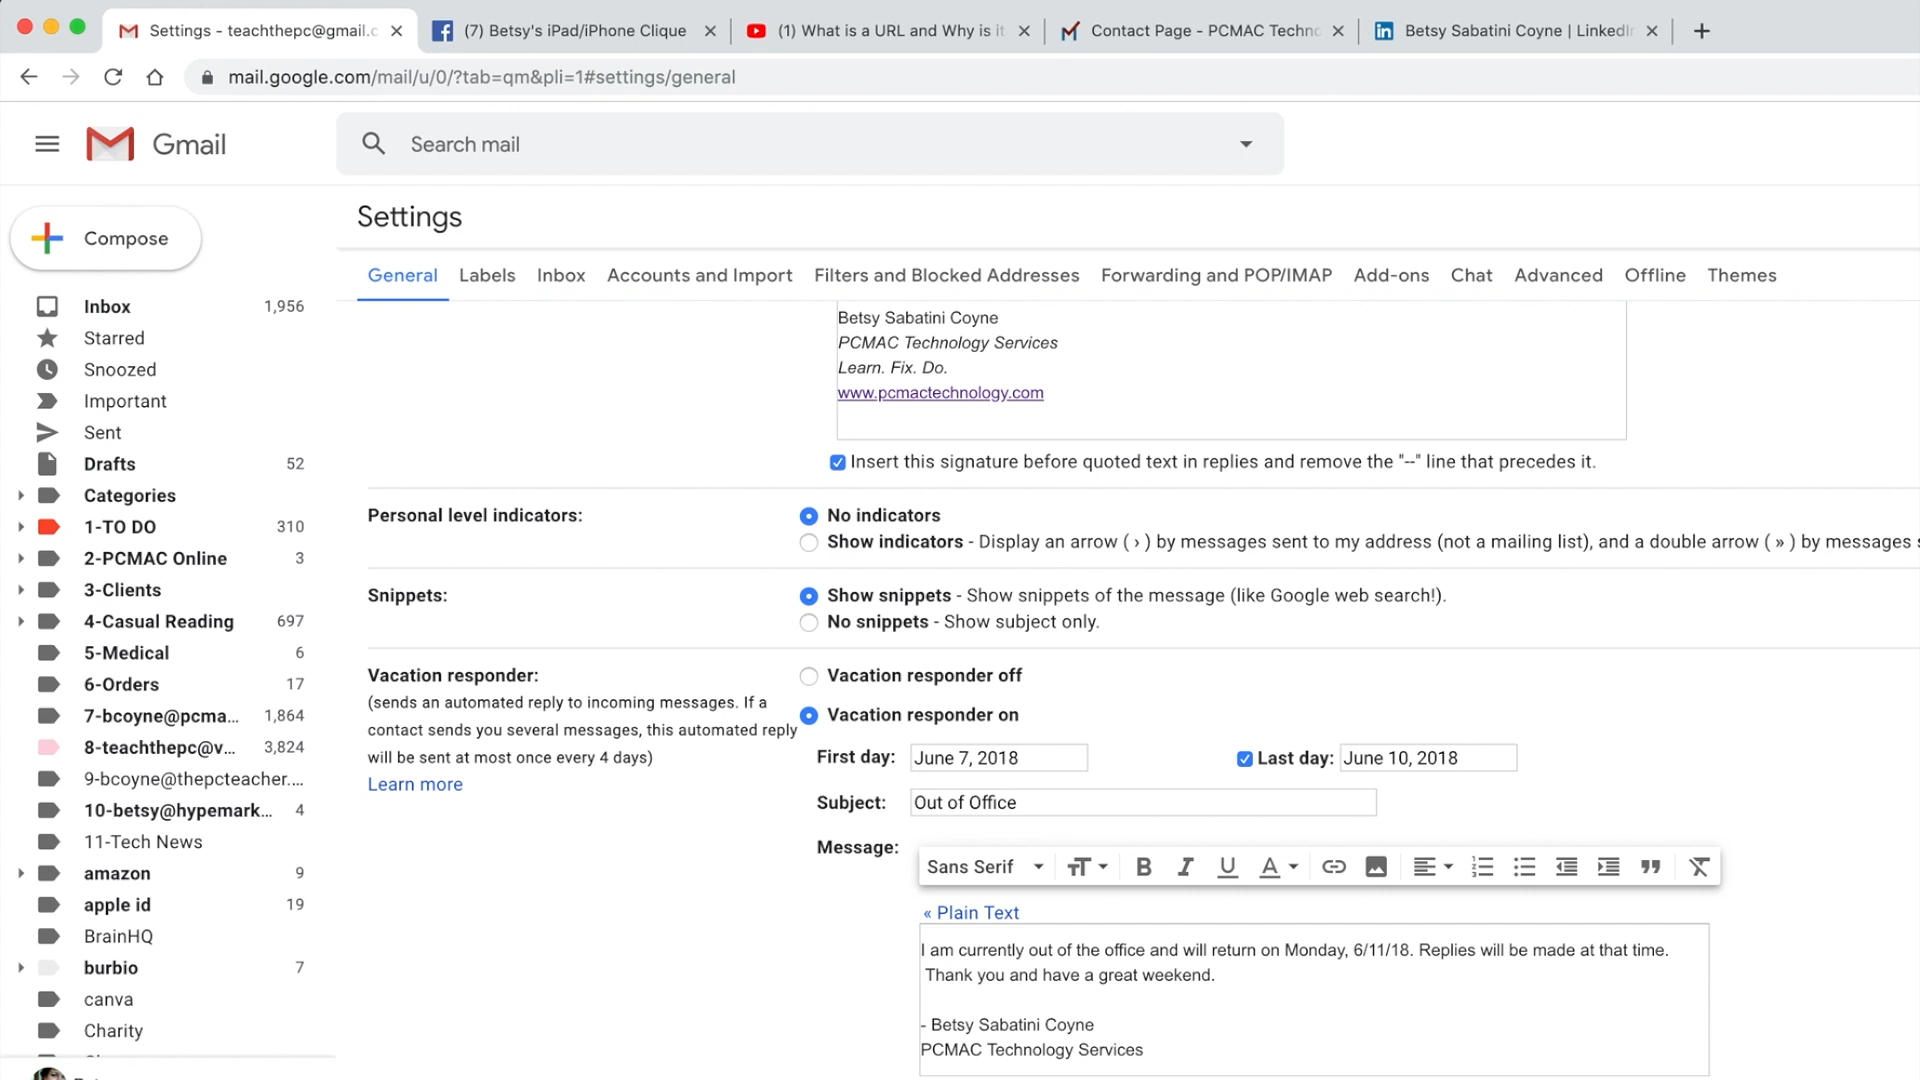 Settings - teachthepc@gmail.c
(7) Betsy's iPad/iPhone Clique
(1) What is a URL and Why is it
Contact Page - PCMAC Techno
Betsy Sabatini Coyne | LinkedIn
mail.google.com/mail/u/0/?tab=qm&pli=1#settings/general
Gmail
Search mail
Compose
Inbox 1,956
Starred
Snoozed
Important
Sent
Drafts 52
Categories
1-TO DO 310
2-PCMAC Online 3
3-Clients
4-Casual Reading 697
5-Medical 6
6-Orders 17
7-bcoyne@pcma... 1,864
8-teachthepc@v... 3,824
9-bcoyne@thepcteacher....
10-betsy@hypemark... 4
11-Tech News
amazon 9
apple id 19
BrainHQ
burbio 7
canva
Charity
Settings
General Labels Inbox Accounts and Import Filters and Blocked Addresses Forwarding and POP/IMAP Add-ons Chat Advanced Offline Themes
Betsy Sabatini Coyne
PCMAC Technology Services
Learn. Fix. Do.
www.pcmactechnology.com
Insert this signature before quoted text in replies and remove the "--" line that precedes it.
Personal level indicators:
No indicators
Show indicators - Display an arrow ( › ) by messages sent to my address (not a mailing list), and a double arrow ( » ) by messages s
Snippets:
Show snippets - Show snippets of the message (like Google web search!).
No snippets - Show subject only.
Vacation responder:
(sends an automated reply to incoming messages. If a
contact sends you several messages, this automated reply
will be sent at most once every 4 days)
Learn more
Vacation responder off
Vacation responder on
First day: June 7, 2018 Last day: June 10, 2018
Subject: Out of Office
Message:
Sans Serif
« Plain Text
I am currently out of the office and will return on Monday, 6/11/18. Replies will be made at that time.
Thank you and have a great weekend.
- Betsy Sabatini Coyne
PCMAC Technology Services